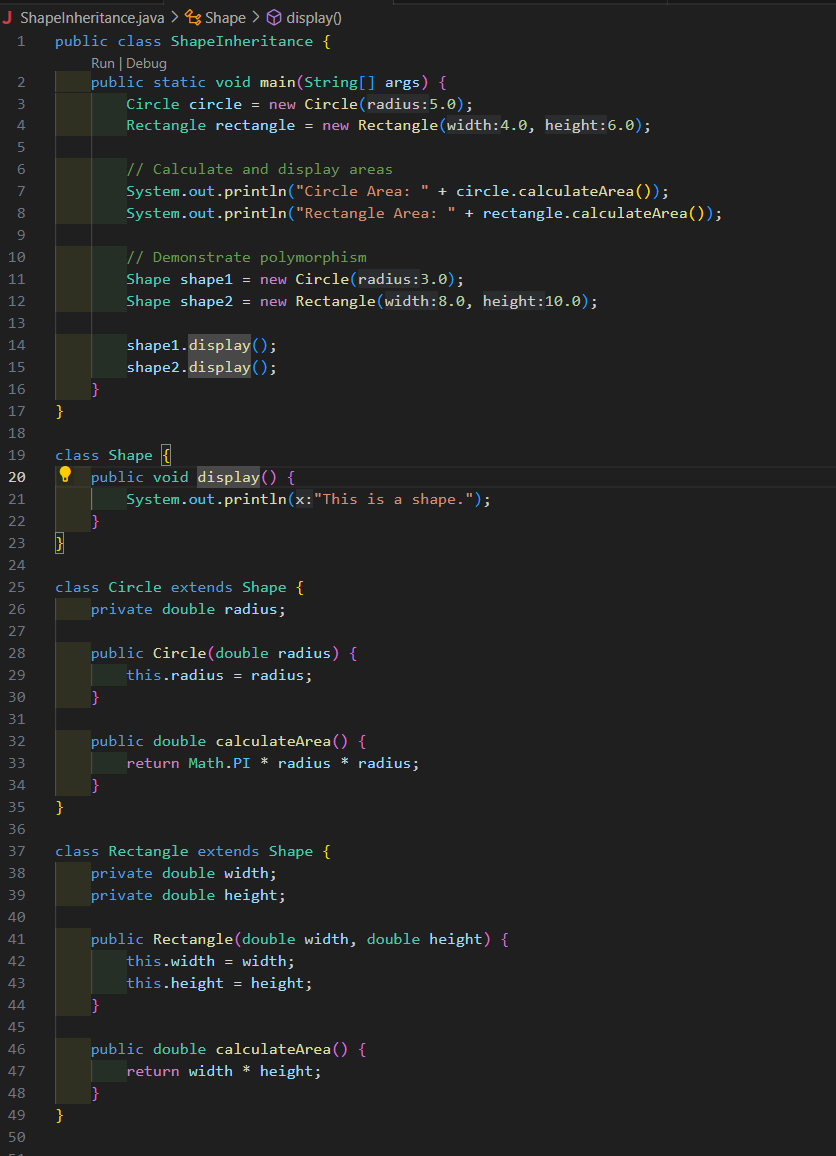 ShapeInheritance.java > Shape > display()
1 public class ShapeInheritance {
Run | Debug
2 public static void main(String[] args) {
3 Circle circle = new Circle(radius:5.0);
4 Rectangle rectangle = new Rectangle(width:4.0, height:6.0);
5
6 // Calculate and display areas
7 System.out.println("Circle Area: " + circle.calculateArea());
8 System.out.println("Rectangle Area: " + rectangle.calculateArea());
9
10 // Demonstrate polymorphism
11 Shape shape1 = new Circle(radius:3.0);
12 Shape shape2 = new Rectangle(width:8.0, height:10.0);
13
14 shape1.display();
15 shape2.display();
16 }
17 }
18
19 class Shape {
20 public void display() {
21 System.out.println(x:"This is a shape.");
22 }
23 }
24
25 class Circle extends Shape {
26 private double radius;
27
28 public Circle(double radius) {
29 this.radius = radius;
30 }
31
32 public double calculateArea() {
33 return Math.PI * radius * radius;
34 }
35 }
36
37 class Rectangle extends Shape {
38 private double width;
39 private double height;
40
41 public Rectangle(double width, double height) {
42 this.width = width;
43 this.height = height;
44 }
45
46 public double calculateArea() {
47 return width * height;
48 }
49 }
50